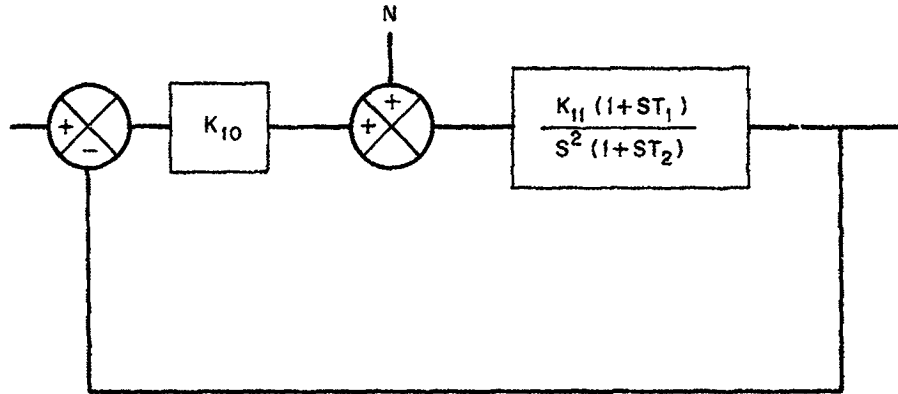 N
+
-
K10
+
+
K11 (1+ST1)
S2 (1+ST2)